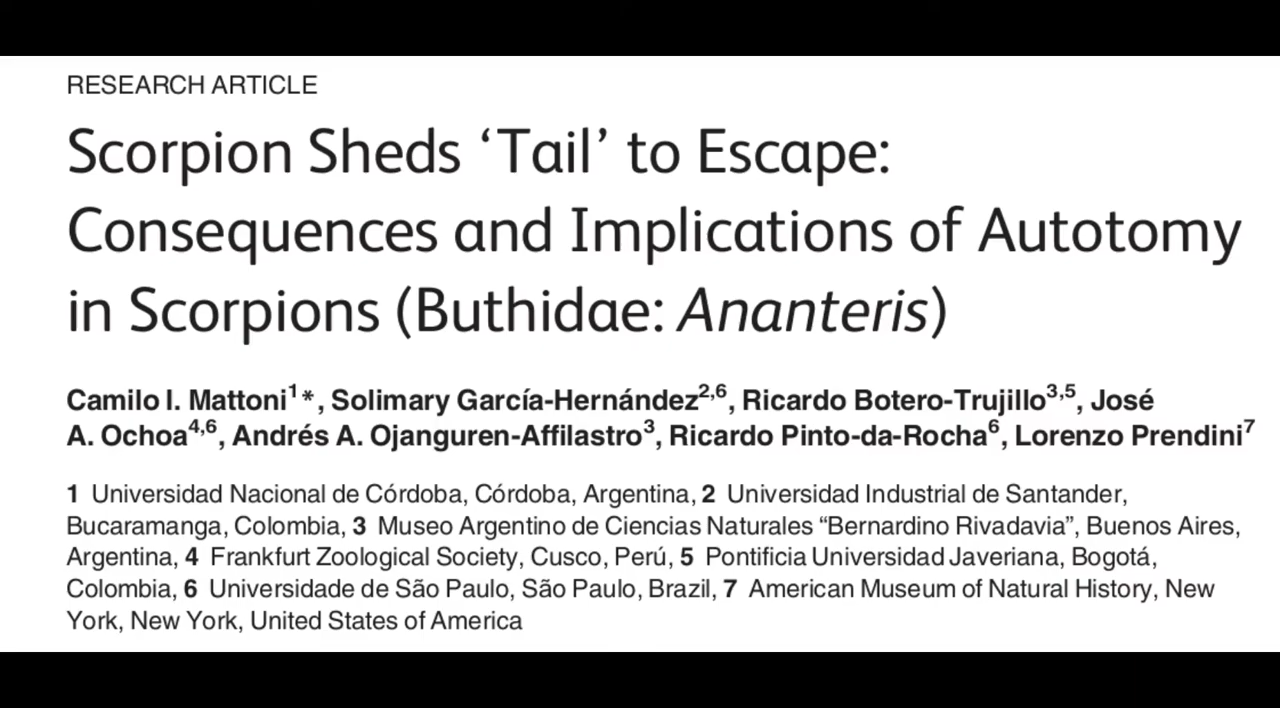 RESEARCH ARTICLE
Scorpion Sheds ‘Tail’ to Escape:
Consequences and Implications of Autotomy
in Scorpions (Buthidae: Ananteris)
Camilo I. Mattoni1*, Solimary García-Hernández2,6, Ricardo Botero-Trujillo3,5, José
A. Ochoa4,6, Andrés A. Ojanguren-Affilastro3, Ricardo Pinto-da-Rocha6, Lorenzo Prendini7
1 Universidad Nacional de Córdoba, Córdoba, Argentina, 2 Universidad Industrial de Santander,
Bucaramanga, Colombia, 3 Museo Argentino de Ciencias Naturales “Bernardino Rivadavia”, Buenos Aires,
Argentina, 4 Frankfurt Zoological Society, Cusco, Perú, 5 Pontificia Universidad Javeriana, Bogotá,
Colombia, 6 Universidade de São Paulo, São Paulo, Brazil, 7 American Museum of Natural History, New
York, New York, United States of America